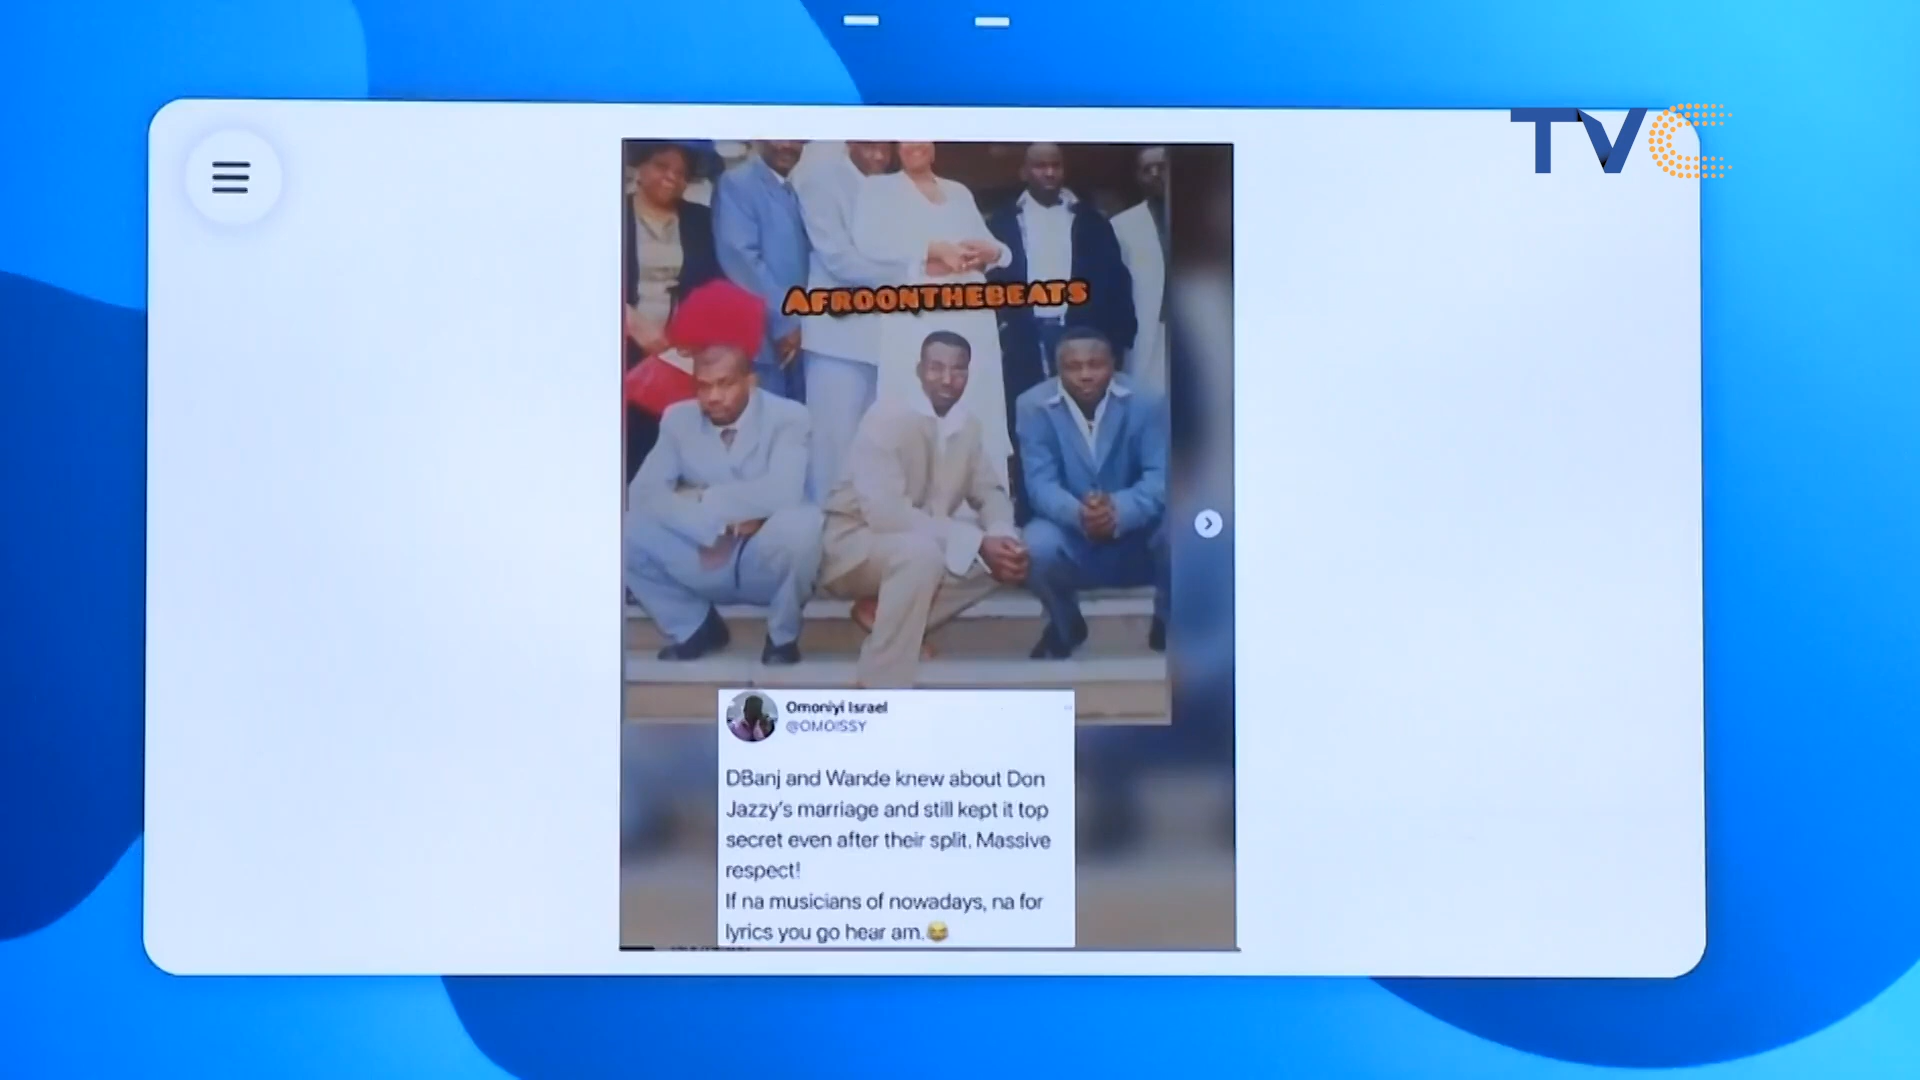 TVC
AFROONTHEBEATS
Omoniyi Israel
@OMOISSY
DBanj and Wande knew about Don
Jazzy's marriage and still kept it top
secret even after their split. Massive
respect!
If na musicians of nowadays, na for
lyrics you go hear am.😂